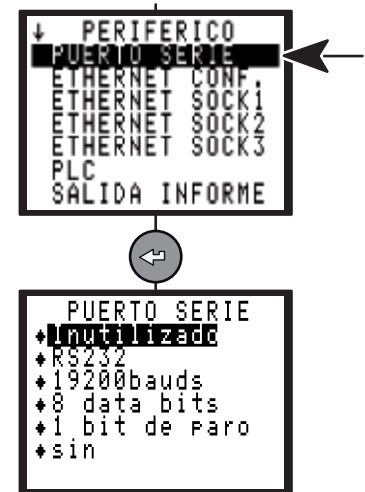 ↓ PERIFERICO
PUERTO SERIE
ETHERNET CONF.
ETHERNET SOCK1
ETHERNET SOCK2
ETHERNET SOCK3
PLC
SALIDA INFORME
PUERTO SERIE
♦Inutilizado
♦RS232
♦19200bauds
♦8 data bits
♦1 bit de paro
♦sin